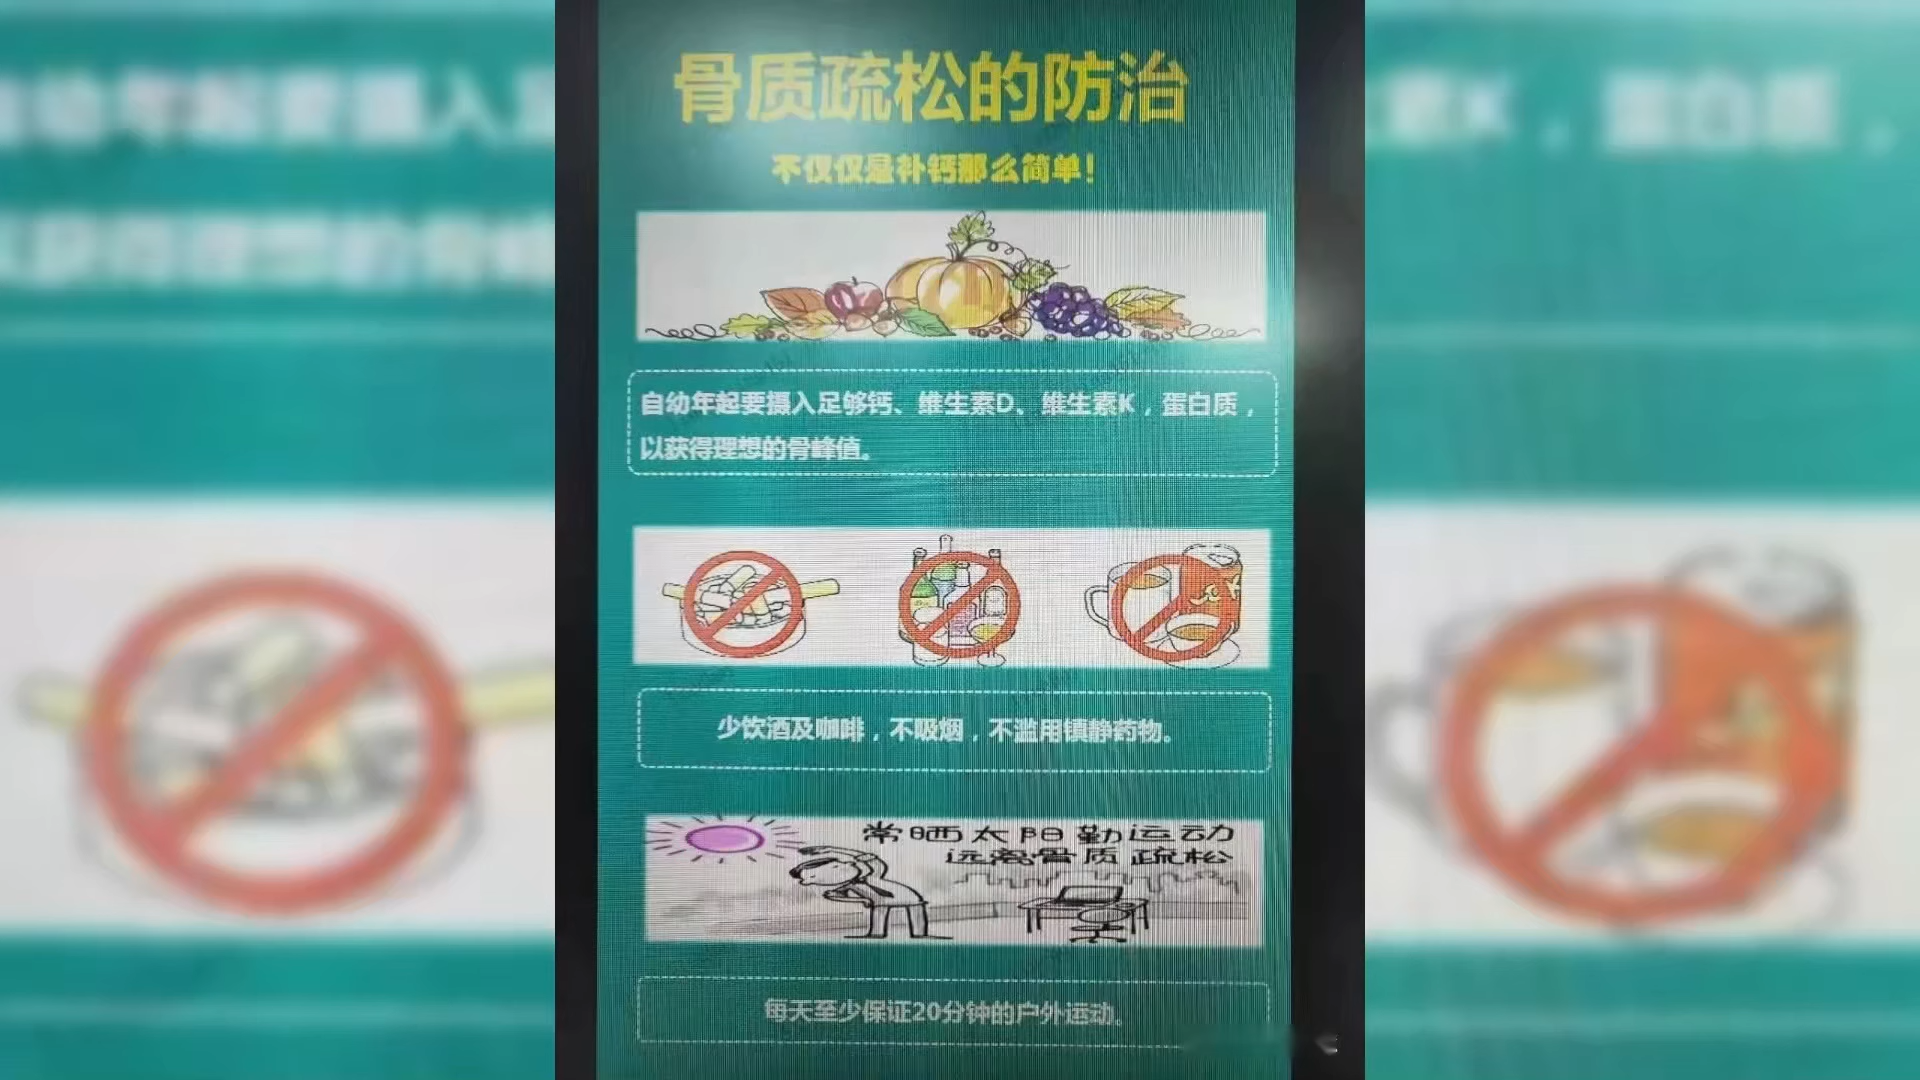 骨质疏松的防治
不仅仅是补钙那么简单！
自幼年起要摄入足够钙、维生素D、维生素K，蛋白质，
以获得理想的骨峰值。
少饮酒及咖啡，不吸烟，不滥用镇静药物。
常晒太阳勤运动
远离骨质疏松
每天至少保证20分钟的户外运动。